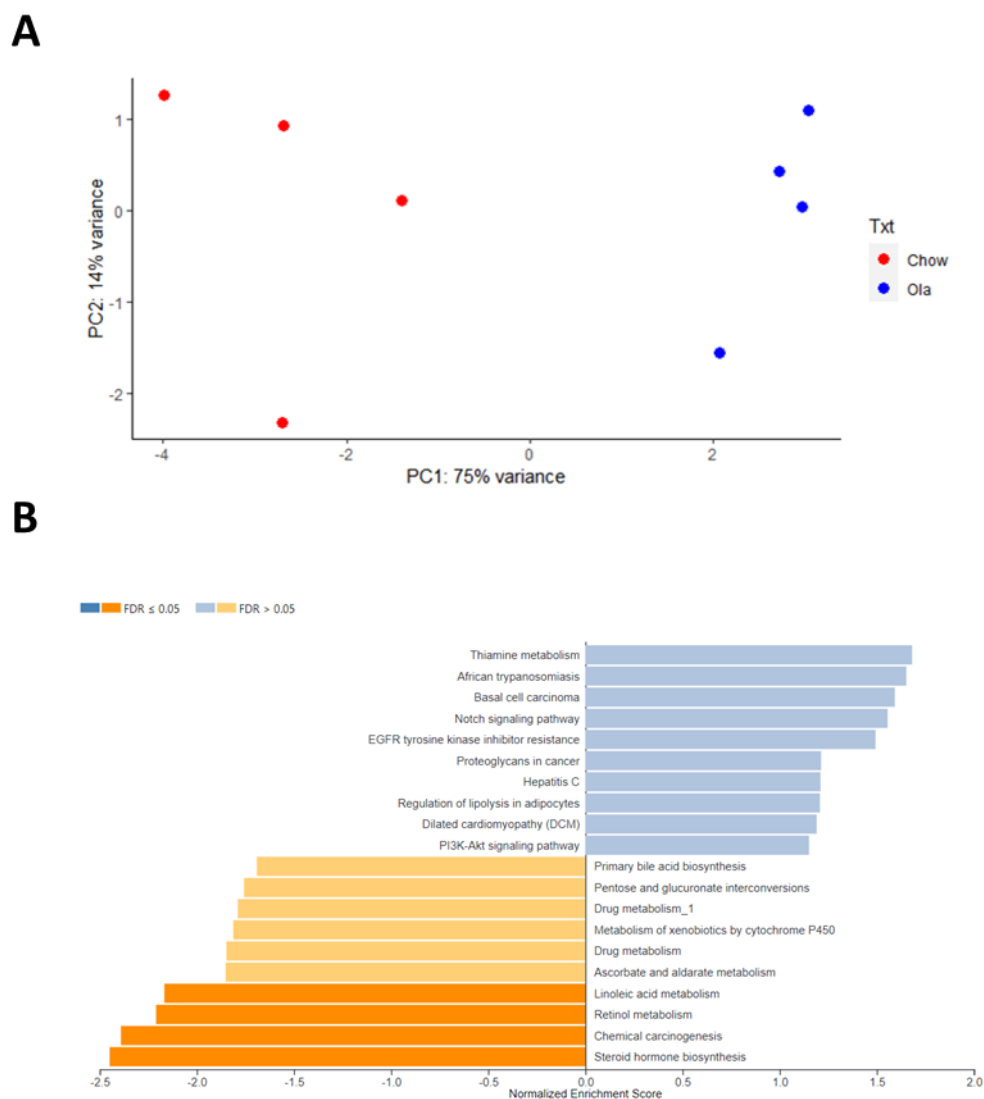 A
1
0
-1
-2
PC2: 14% variance
-4
-2
0
2
PC1: 75% variance
Txt
Chow
Ola
B
FDR ≤ 0.05
FDR > 0.05
Thiamine metabolism
African trypanosomiasis
Basal cell carcinoma
Notch signaling pathway
EGFR tyrosine kinase inhibitor resistance
Proteoglycans in cancer
Hepatitis C
Regulation of lipolysis in adipocytes
Dilated cardiomyopathy (DCM)
PI3K-Akt signaling pathway
Primary bile acid biosynthesis
Pentose and glucuronate interconversions
Drug metabolism_1
Metabolism of xenobiotics by cytochrome P450
Drug metabolism
Ascorbate and aldarate metabolism
Linoleic acid metabolism
Retinol metabolism
Chemical carcinogenesis
Steroid hormone biosynthesis
-2.5 -2.0 -1.5 -1.0 -0.5 0.0 0.5 1.0 1.5 2.0
Normalized Enrichment Score